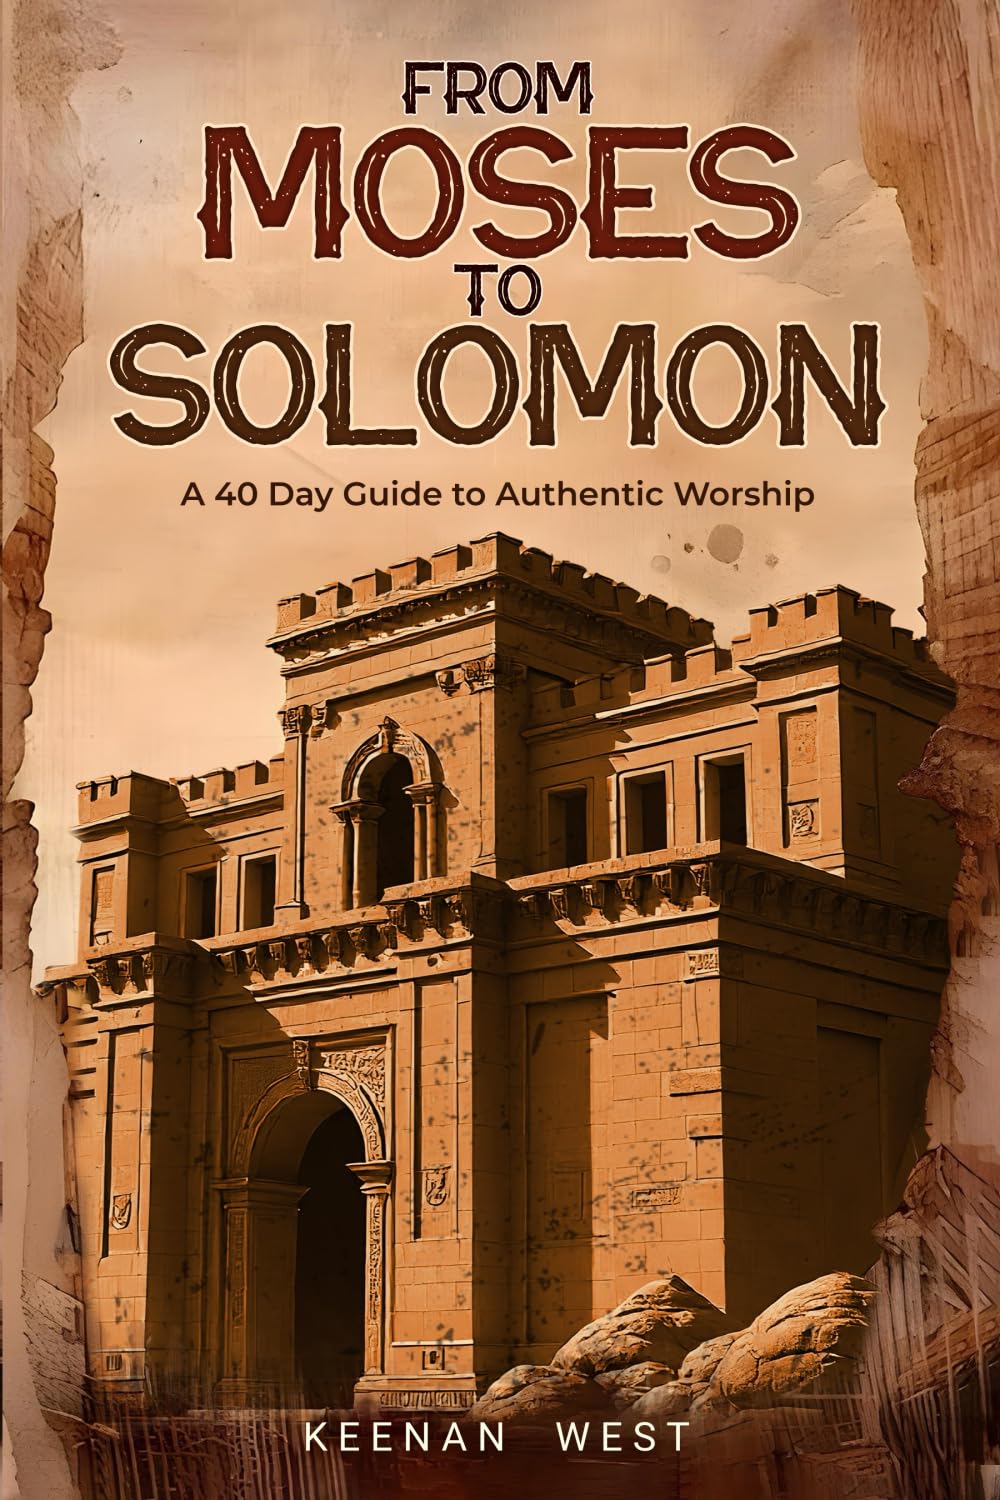 FROM
MOSES
TO
SOLOMON
A 40 Day Guide to Authentic Worship
KEENAN WEST